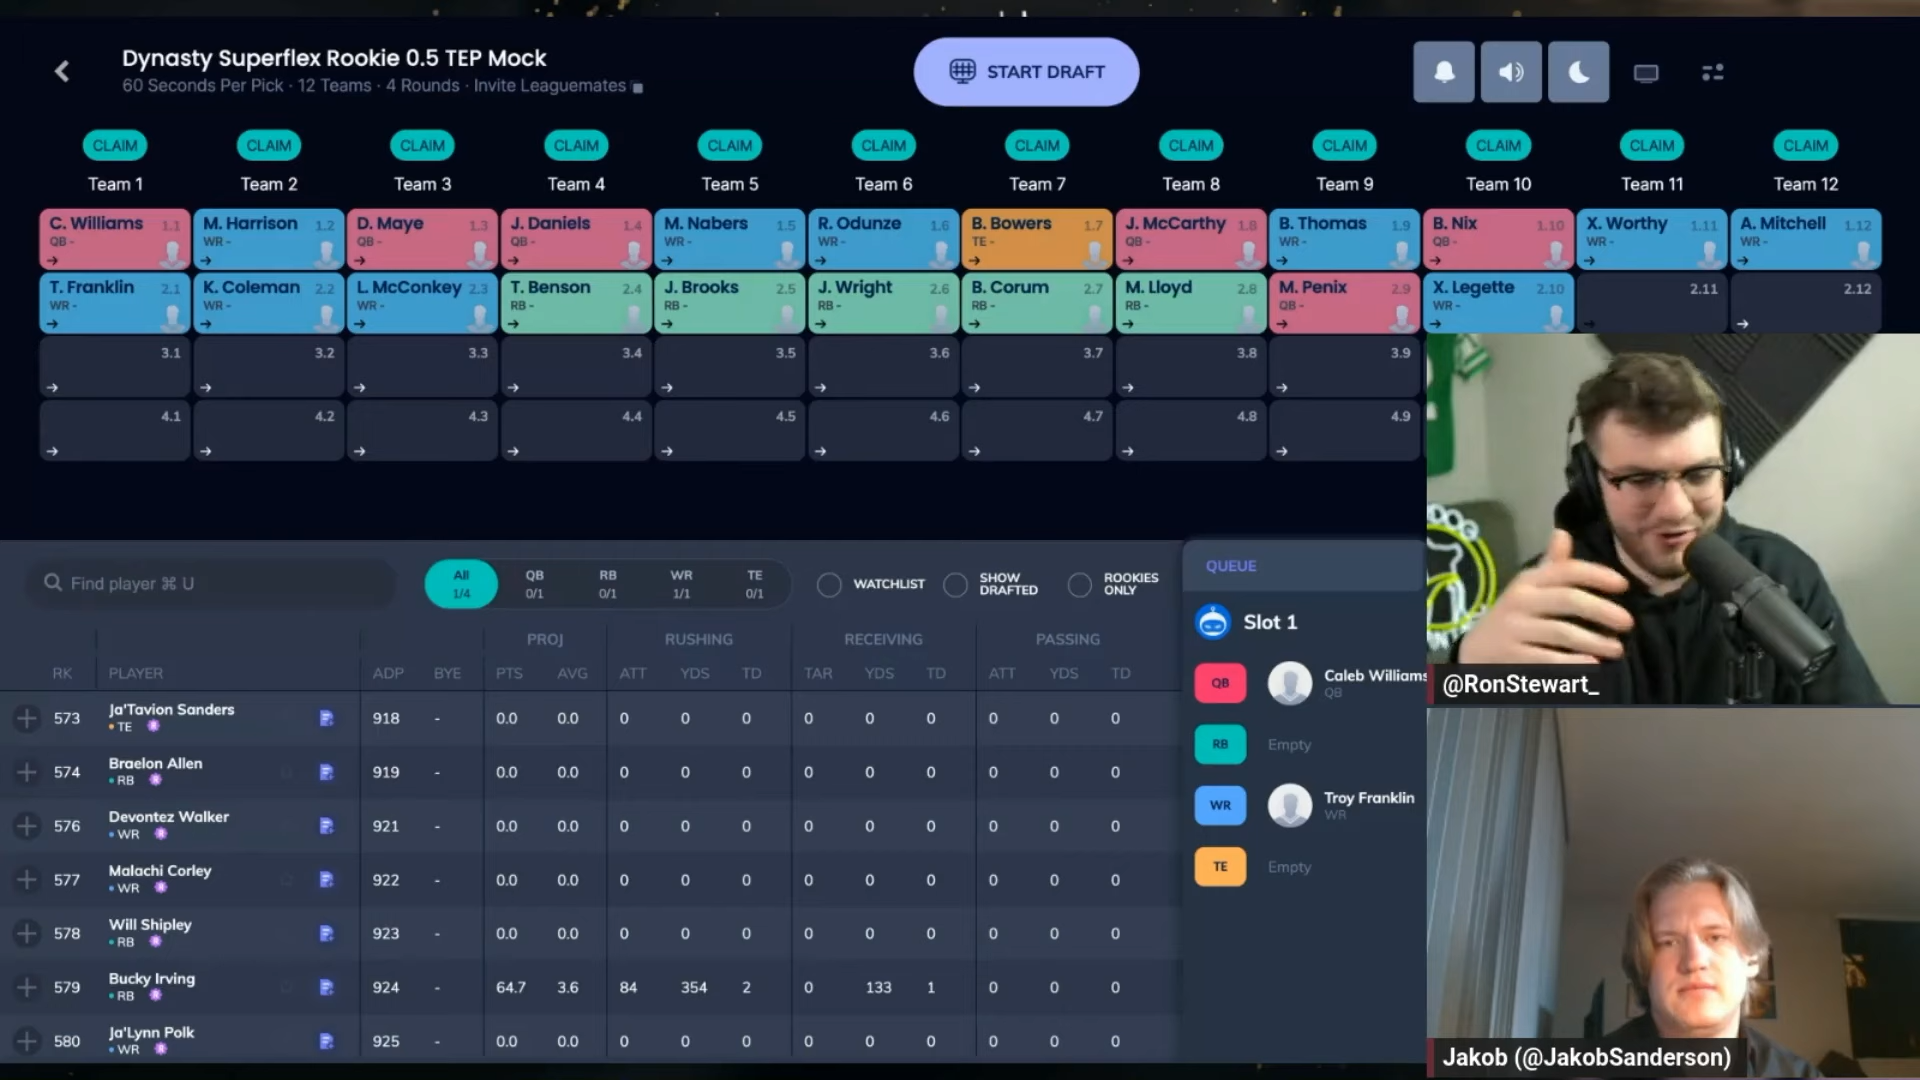 Dynasty Superflex Rookie 0.5 TEP Mock
60 Seconds Per Pick · 12 Teams · 4 Rounds · Invite Leaguemates
START DRAFT
CLAIM CLAIM CLAIM CLAIM CLAIM CLAIM CLAIM CLAIM CLAIM CLAIM CLAIM CLAIM
Team 1 Team 2 Team 3 Team 4 Team 5 Team 6 Team 7 Team 8 Team 9 Team 10 Team 11 Team 12
C. Williams 1.1 M. Harrison 1.2 D. Maye 1.3 J. Daniels 1.4 M. Nabers 1.5 R. Odunze 1.6 B. Bowers 1.7 J. McCarthy 1.8 B. Thomas 1.9 B. Nix 1.10 X. Worthy 1.11 A. Mitchell 1.12
QB - WR - QB - QB - WR - WR - TE - QB - WR - QB - WR - WR -
T. Franklin 2.1 K. Coleman 2.2 L. McConkey 2.3 T. Benson 2.4 J. Brooks 2.5 J. Wright 2.6 B. Corum 2.7 M. Lloyd 2.8 M. Penix 2.9 X. Legette 2.10 2.11 2.12
WR - WR - WR - RB - RB - RB - RB - RB - QB - WR -
3.1 3.2 3.3 3.4 3.5 3.6 3.7 3.8 3.9
4.1 4.2 4.3 4.4 4.5 4.6 4.7 4.8 4.9
Find player ⌘ U
All QB RB WR TE
1/4 0/1 0/1 1/1 0/1
WATCHLIST
SHOW
DRAFTED
ROOKIES
ONLY
PROJ RUSHING RECEIVING PASSING
RK PLAYER ADP BYE PTS AVG ATT YDS TD TAR YDS TD ATT YDS TD
573 Ja'Tavion Sanders 918 - 0.0 0.0 0 0 0 0 0 0 0 0 0
TE
574 Braelon Allen 919 - 0.0 0.0 0 0 0 0 0 0 0 0 0
RB
576 Devontez Walker 921 - 0.0 0.0 0 0 0 0 0 0 0 0 0
WR
577 Malachi Corley 922 - 0.0 0.0 0 0 0 0 0 0 0 0 0
WR
578 Will Shipley 923 - 0.0 0.0 0 0 0 0 0 0 0 0 0
RB
579 Bucky Irving 924 - 64.7 3.6 84 354 2 0 133 1 0 0 0
RB
580 Ja'Lynn Polk 925 - 0.0 0.0 0 0 0 0 0 0 0 0 0
WR
QUEUE
Slot 1
QB Caleb Williams
QB
RB Empty
WR Troy Franklin
WR
TE Empty
@RonStewart_
Jakob (@JakobSanderson)